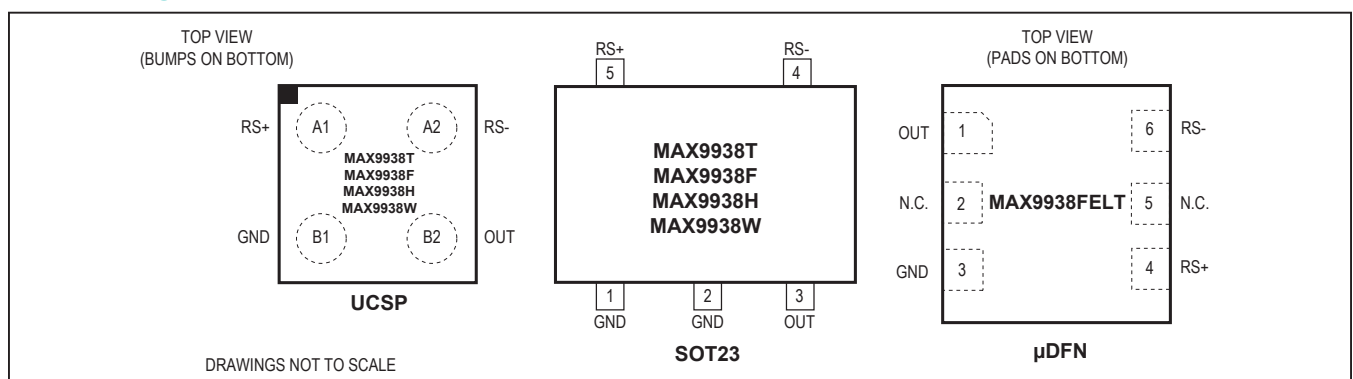 TOP VIEW
(BUMPS ON BOTTOM)
RS+
A1
A2
RS-
MAX9938T
MAX9938F
MAX9938H
MAX9938W
GND
B1
B2
OUT
UCSP
DRAWINGS NOT TO SCALE
RS+
5
RS-
4
MAX9938T
MAX9938F
MAX9938H
MAX9938W
1
GND
2
GND
3
OUT
SOT23
TOP VIEW
(PADS ON BOTTOM)
OUT
1
6
RS-
N.C.
2
MAX9938FELT
5
N.C.
GND
3
4
RS+
µDFN